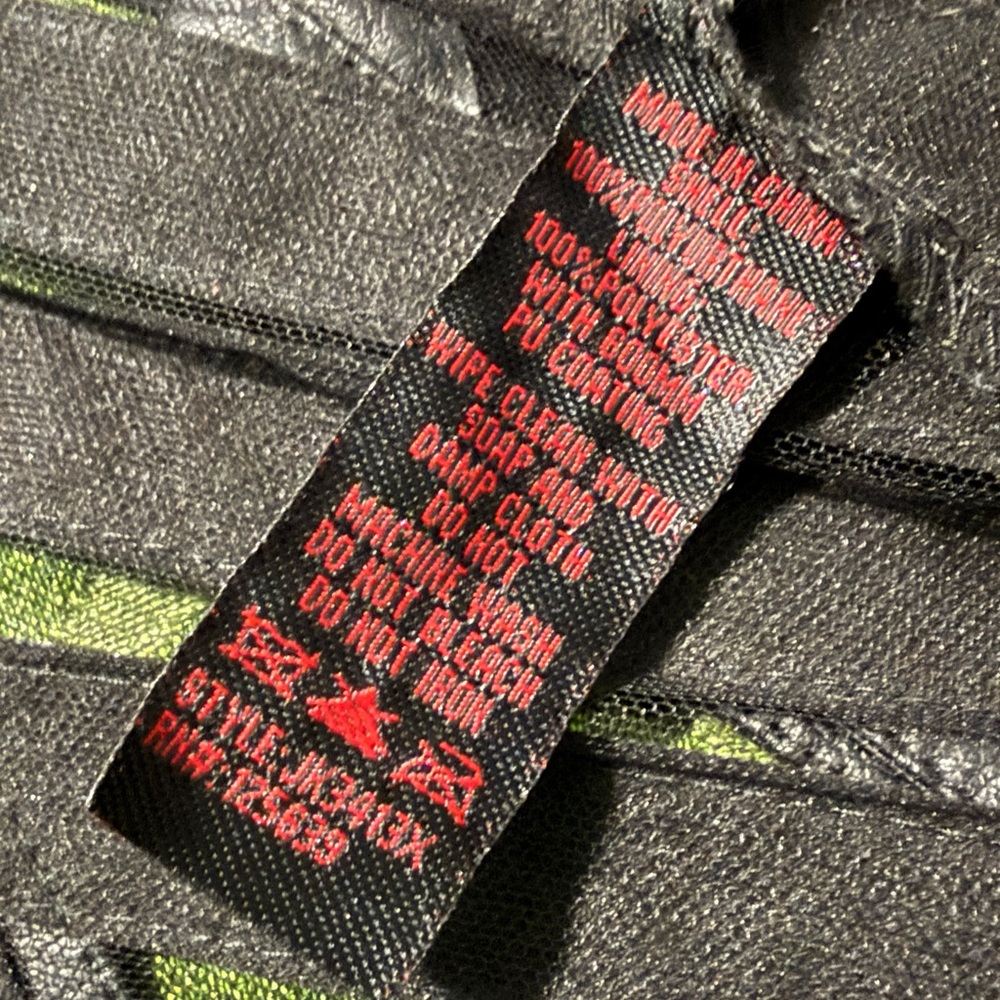 MADE IN CHINA
SHELL:
100%POLYURETHANE
LINING:
100%POLYESTER
WITH 600MM
PU COATING
WIPE CLEAN WITH
SOAP AND
DAMP CLOTH
DO NOT
MACHINE WASH
DO NOT BLEACH
DO NOT IRON
STYLE:JK3413X
RN#:125639